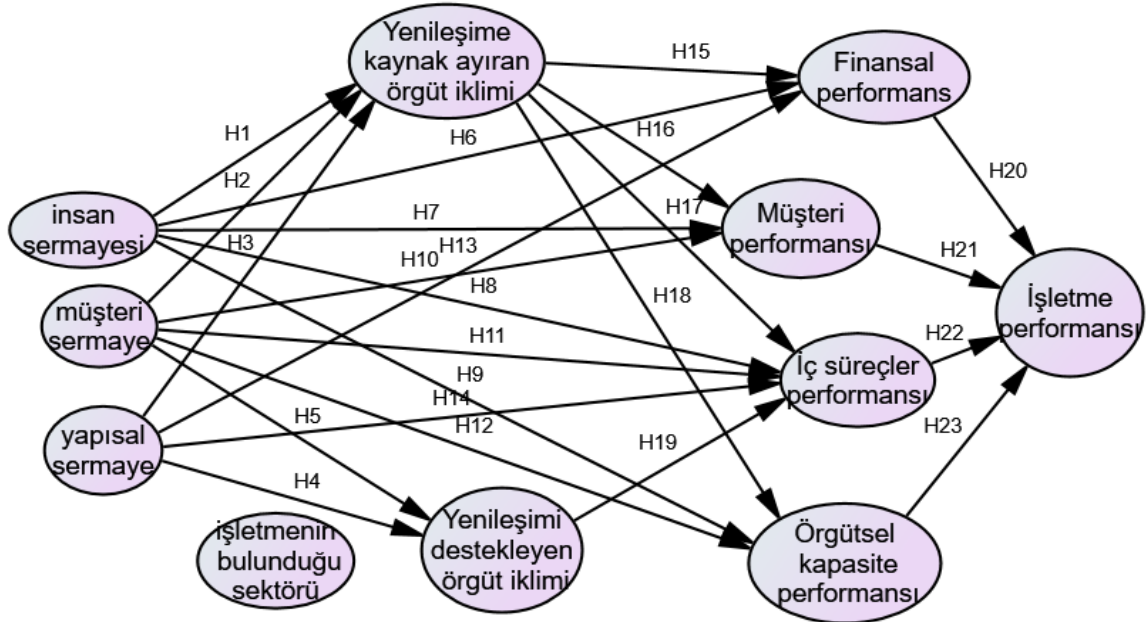 Yenileşime
kaynak ayıran
örgüt iklimi
H15
Finansal
performans
H1
H6
H16
H2
H20
insan
sermayesi
H7
H17
Müşteri
performansı
H3
H13
H10
H21
H8
müşteri
sermaye
H18
İşletme
performansı
H11
H22
İç süreçler
performansı
H9
H14
H5
H12
H23
yapısal
sermaye
H19
H4
işletmenin
bulunduğu
sektörü
Yenileşimi
destekleyen
örgüt iklimi
Örgütsel
kapasite
performansı